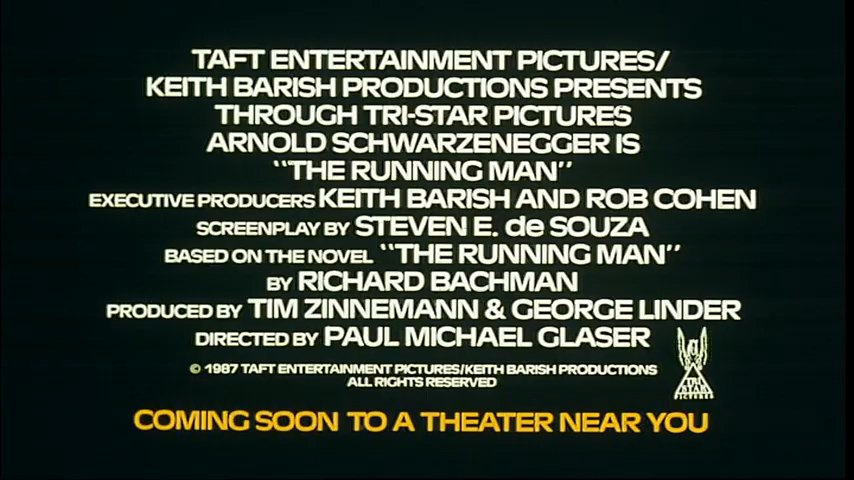 TAFT ENTERTAINMENT PICTURES/
KEITH BARISH PRODUCTIONS PRESENTS
THROUGH TRI-STAR PICTURES
ARNOLD SCHWARZENEGGER IS
"THE RUNNING MAN"
EXECUTIVE PRODUCERS KEITH BARISH AND ROB COHEN
SCREENPLAY BY STEVEN E. de SOUZA
BASED ON THE NOVEL "THE RUNNING MAN"
BY RICHARD BACHMAN
PRODUCED BY TIM ZINNEMANN & GEORGE LINDER
DIRECTED BY PAUL MICHAEL GLASER
© 1987 TAFT ENTERTAINMENT PICTURES/KEITH BARISH PRODUCTIONS
ALL RIGHTS RESERVED
TRI
STAR
PICTURES
COMING SOON TO A THEATER NEAR YOU